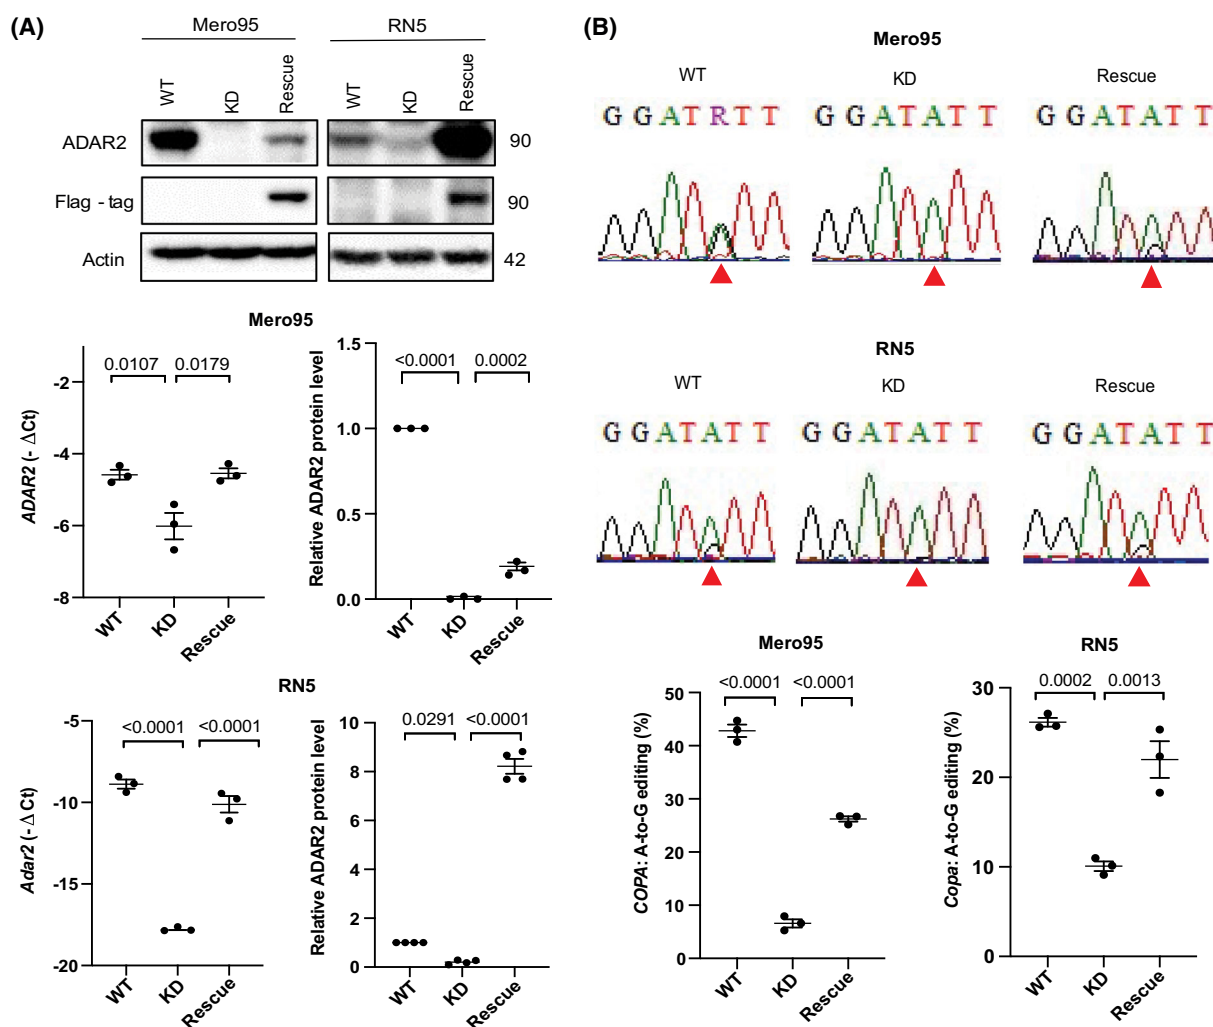 (A)
Mero95
RN5
WT
KD
Rescue
WT
KD
Rescue
ADAR2
90
Flag - tag
90
Actin
42
Mero95
ADAR2 (- ΔCt)
-2
-4
-6
-8
0.0107
0.0179
WT
KD
Rescue
Relative ADAR2 protein level
1.5
1.0
0.5
0.0
<0.0001
0.0002
WT
KD
Rescue
RN5
Adar2 (- ΔCt)
-5
-10
-15
-20
<0.0001
<0.0001
WT
KD
Rescue
Relative ADAR2 protein level
10
8
6
4
2
0
0.0291
<0.0001
WT
KD
Rescue
(B)
Mero95
WT
KD
Rescue
G G A T R T T
G G A T A T T
G G A T A T T
RN5
WT
KD
Rescue
G G A T A T T
G G A T A T T
G G A T A T T
Mero95
COPA: A-to-G editing (%)
50
40
30
20
10
0
<0.0001
<0.0001
WT
KD
Rescue
RN5
Copa: A-to-G editing (%)
30
20
10
0
0.0002
0.0013
WT
KD
Rescue